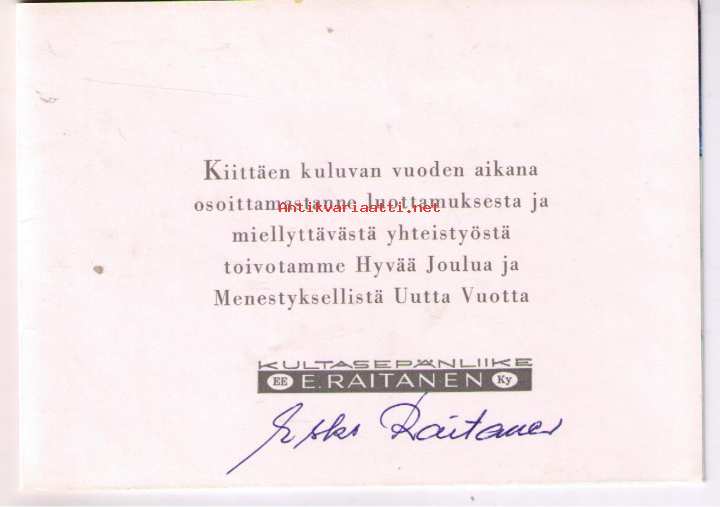 Kiittäen kuluvan vuoden aikana
osoittamastanne luottamuksesta ja
Antikvariaatti.net
miellyttävästä yhteistyöstä
toivotamme Hyvää Joulua ja
Menestyksellistä Uutta Vuotta
KULTASEPÄNLIIKE
EE E.RAITANEN Ky
Esko Raitanen